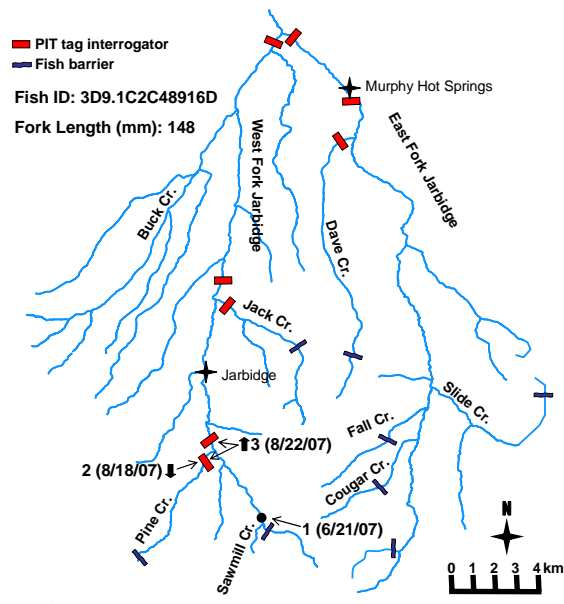 PIT tag interrogator
Fish barrier
Fish ID: 3D9.1C2C48916D
Fork Length (mm): 148
Murphy Hot Springs
West Fork Jarbidge
East Fork Jarbidge
Buck Cr.
Dave Cr.
Jack Cr.
Jarbidge
Slide Cr.
Fall Cr.
3 (8/22/07)
2 (8/18/07)
Cougar Cr.
Pine Cr.
1 (6/21/07)
Sawmill Cr.
N
0 1 2 3 4 km